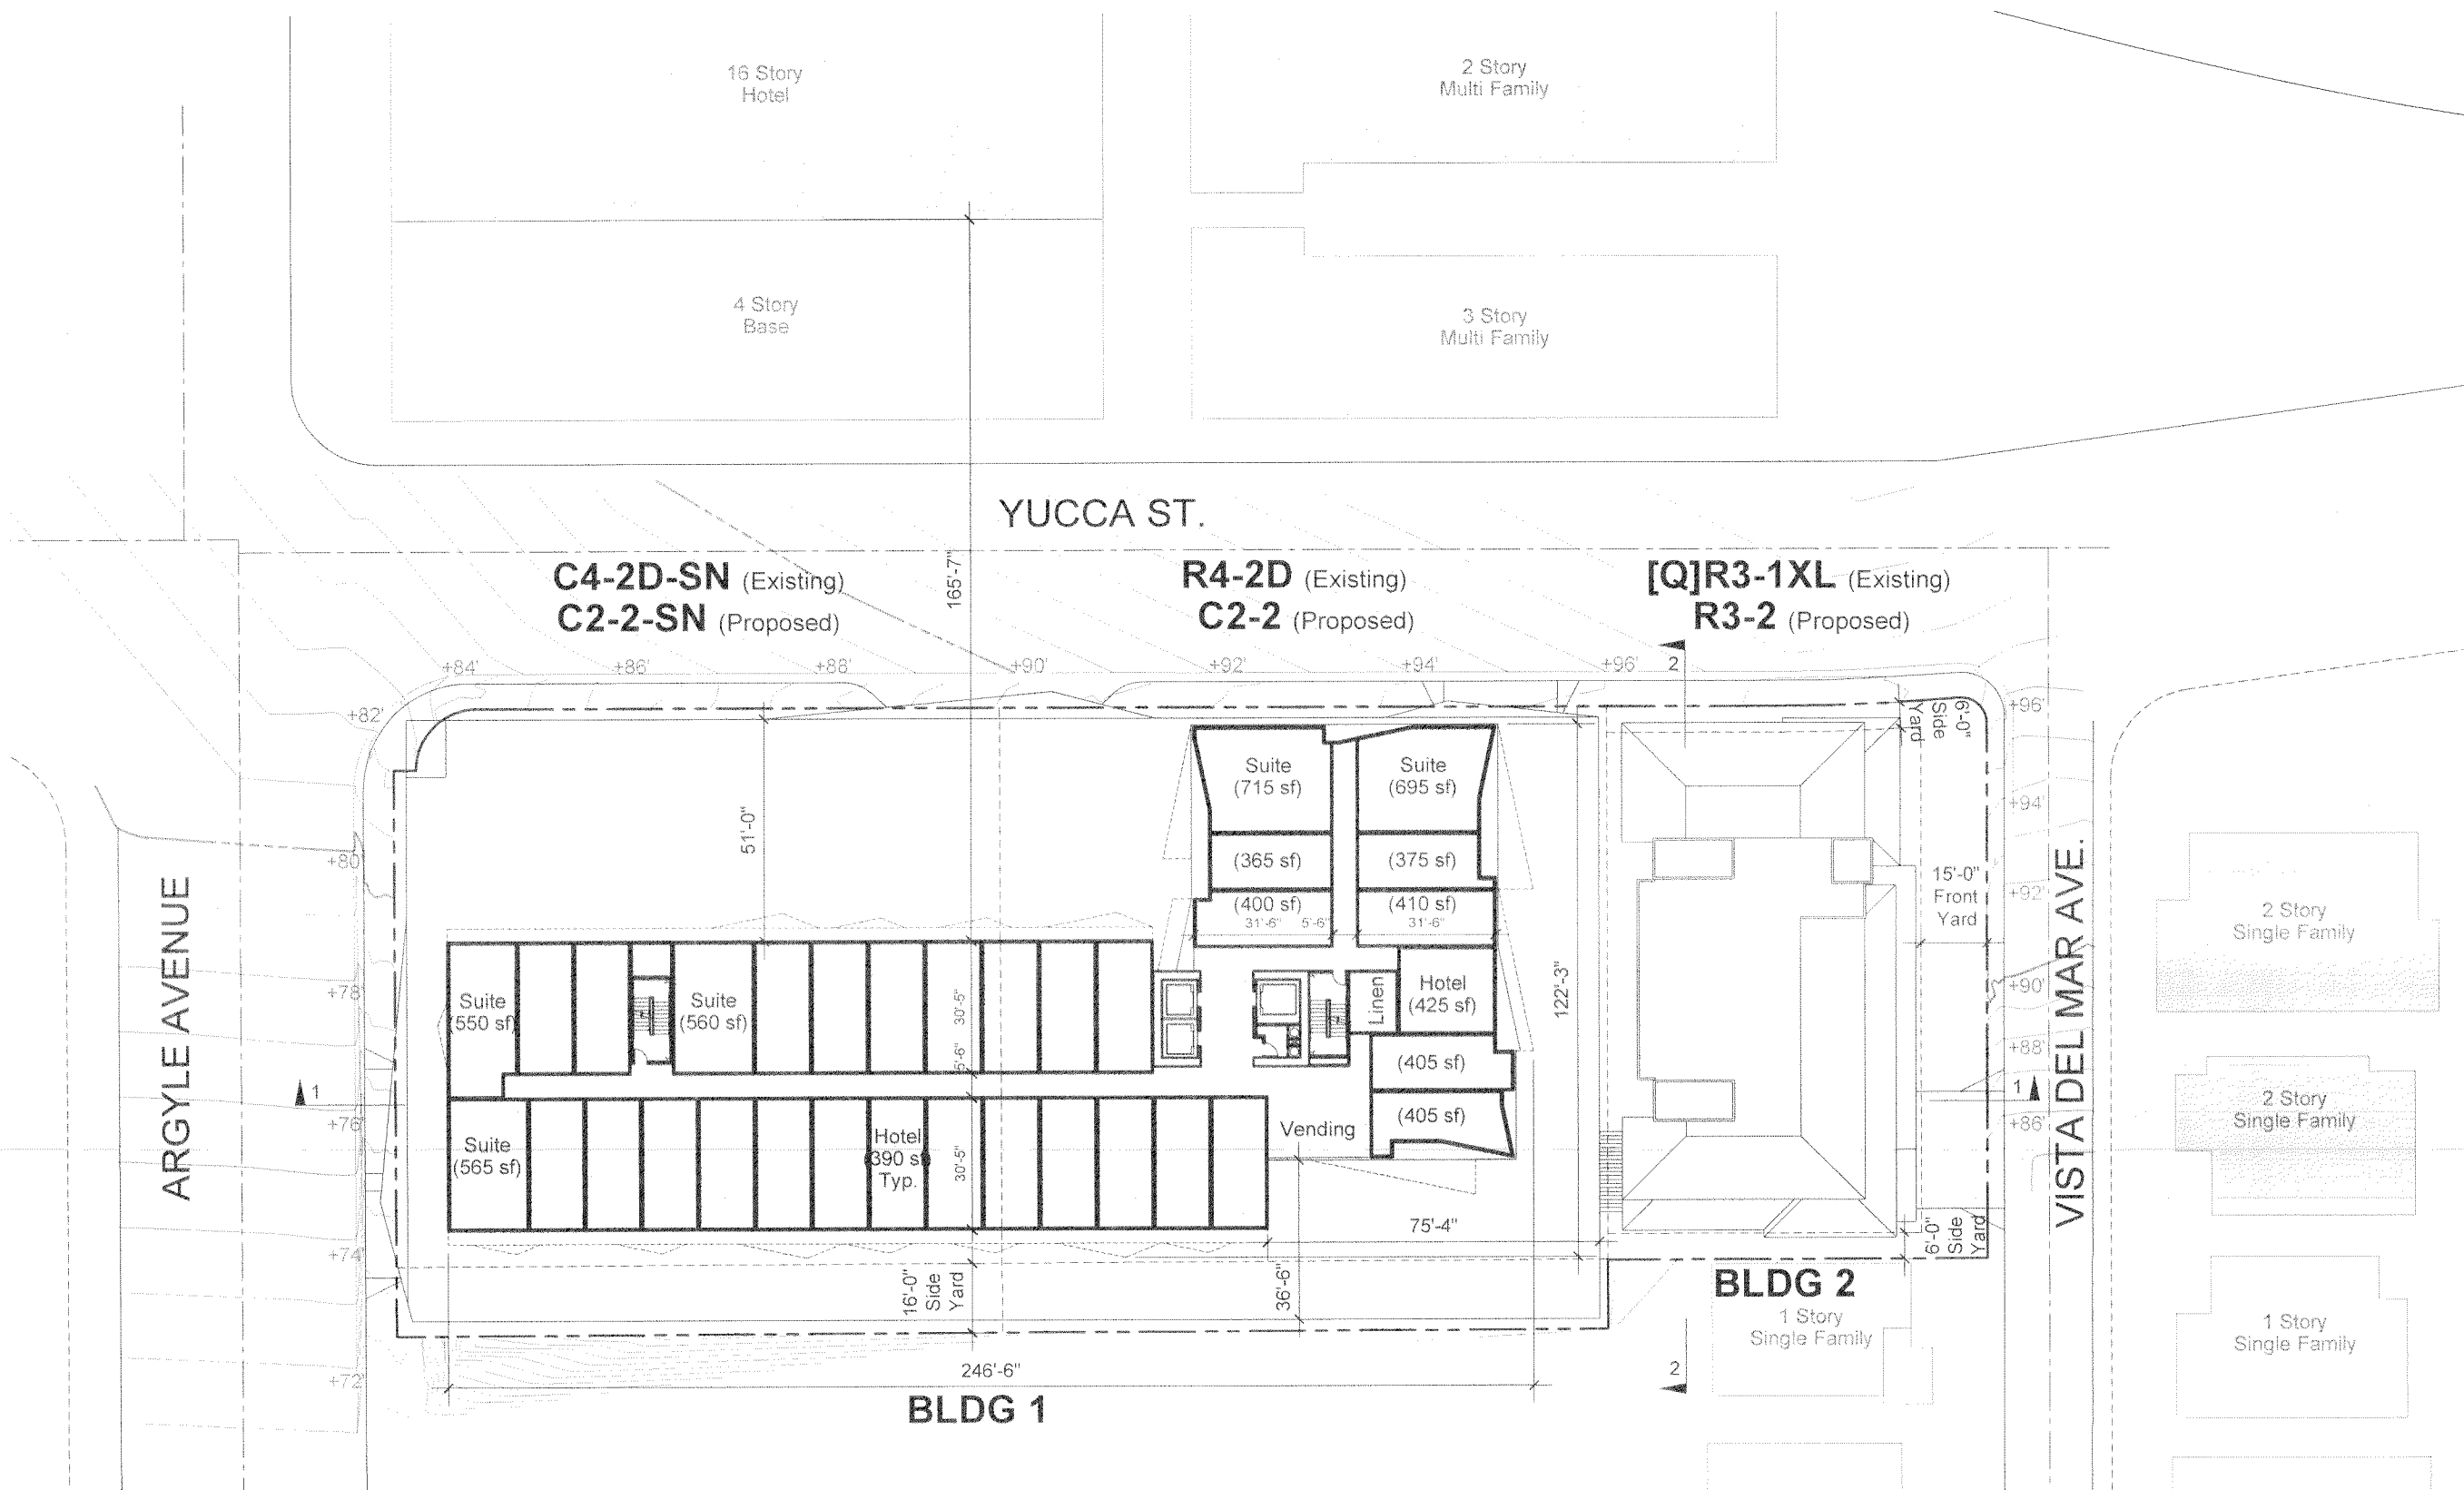 16 Story
Hotel
2 Story
Multi Family
4 Story
Base
3 Story
Multi Family
YUCCA ST.
165'-7"
C4-2D-SN (Existing)
C2-2-SN (Proposed)
R4-2D (Existing)
C2-2 (Proposed)
[Q]R3-1XL (Existing)
R3-2 (Proposed)
+84'
+86'
+88'
+90'
+92'
+94'
+96'
2
+82'
6'-0"
Side
Yard
+96'
Suite
(715 sf)
Suite
(695 sf)
51'-0"
+94'
+80'
(365 sf)
(375 sf)
15'-0"
Front
Yard
+92'
(400 sf)
31'-6"
5'-6"
(410 sf)
31'-6"
2 Story
Single Family
ARGYLE AVENUE
VISTA DEL MAR AVE.
+78'
Suite
(550 sf)
Suite
(560 sf)
30'-5"
Linen
Hotel
(425 sf)
122'-3"
+90'
5'-6"
(405 sf)
+88'
1
1
+76'
Suite
(565 sf)
Hotel
(390 sf)
Typ.
30'-5"
Vending
(405 sf)
+86'
2 Story
Single Family
75'-4"
+74'
16'-0"
Side
Yard
36'-6"
6'-0"
Side
Yard
BLDG 2
1 Story
Single Family
1 Story
Single Family
+72'
246'-6"
2
BLDG 1